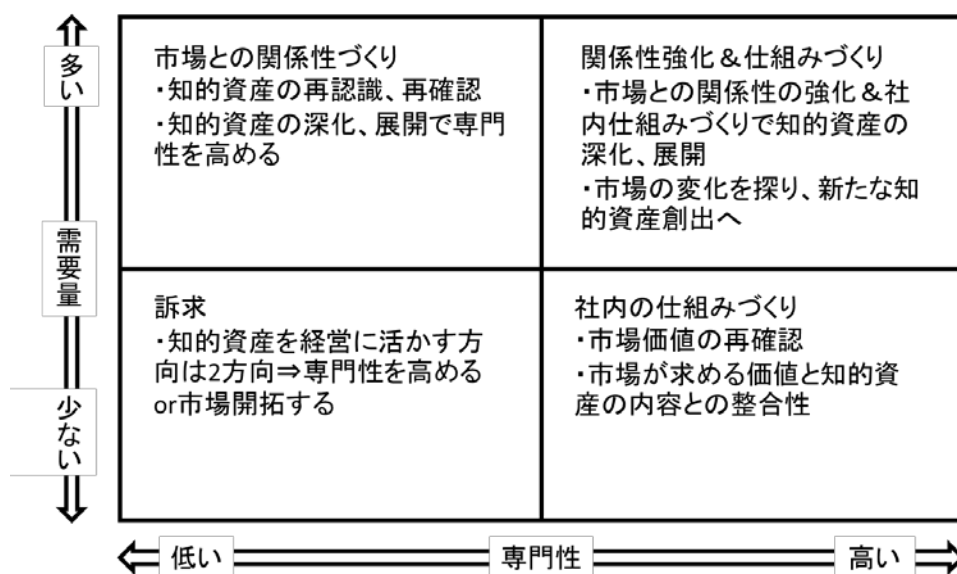 多い
需要量
少ない
市場との関係性づくり
・知的資産の再認識、再確認
・知的資産の深化、展開で専門
性を高める
関係性強化＆仕組みづくり
・市場との関係性の強化＆社
内仕組みづくりで知的資産の
深化、展開
・市場の変化を探り、新たな知
的資産創出へ
訴求
・知的資産を経営に活かす方
向は2方向⇒専門性を高める
or市場開拓する
社内の仕組みづくり
・市場価値の再確認
・市場が求める価値と知的資
産の内容との整合性
低い
専門性
高い